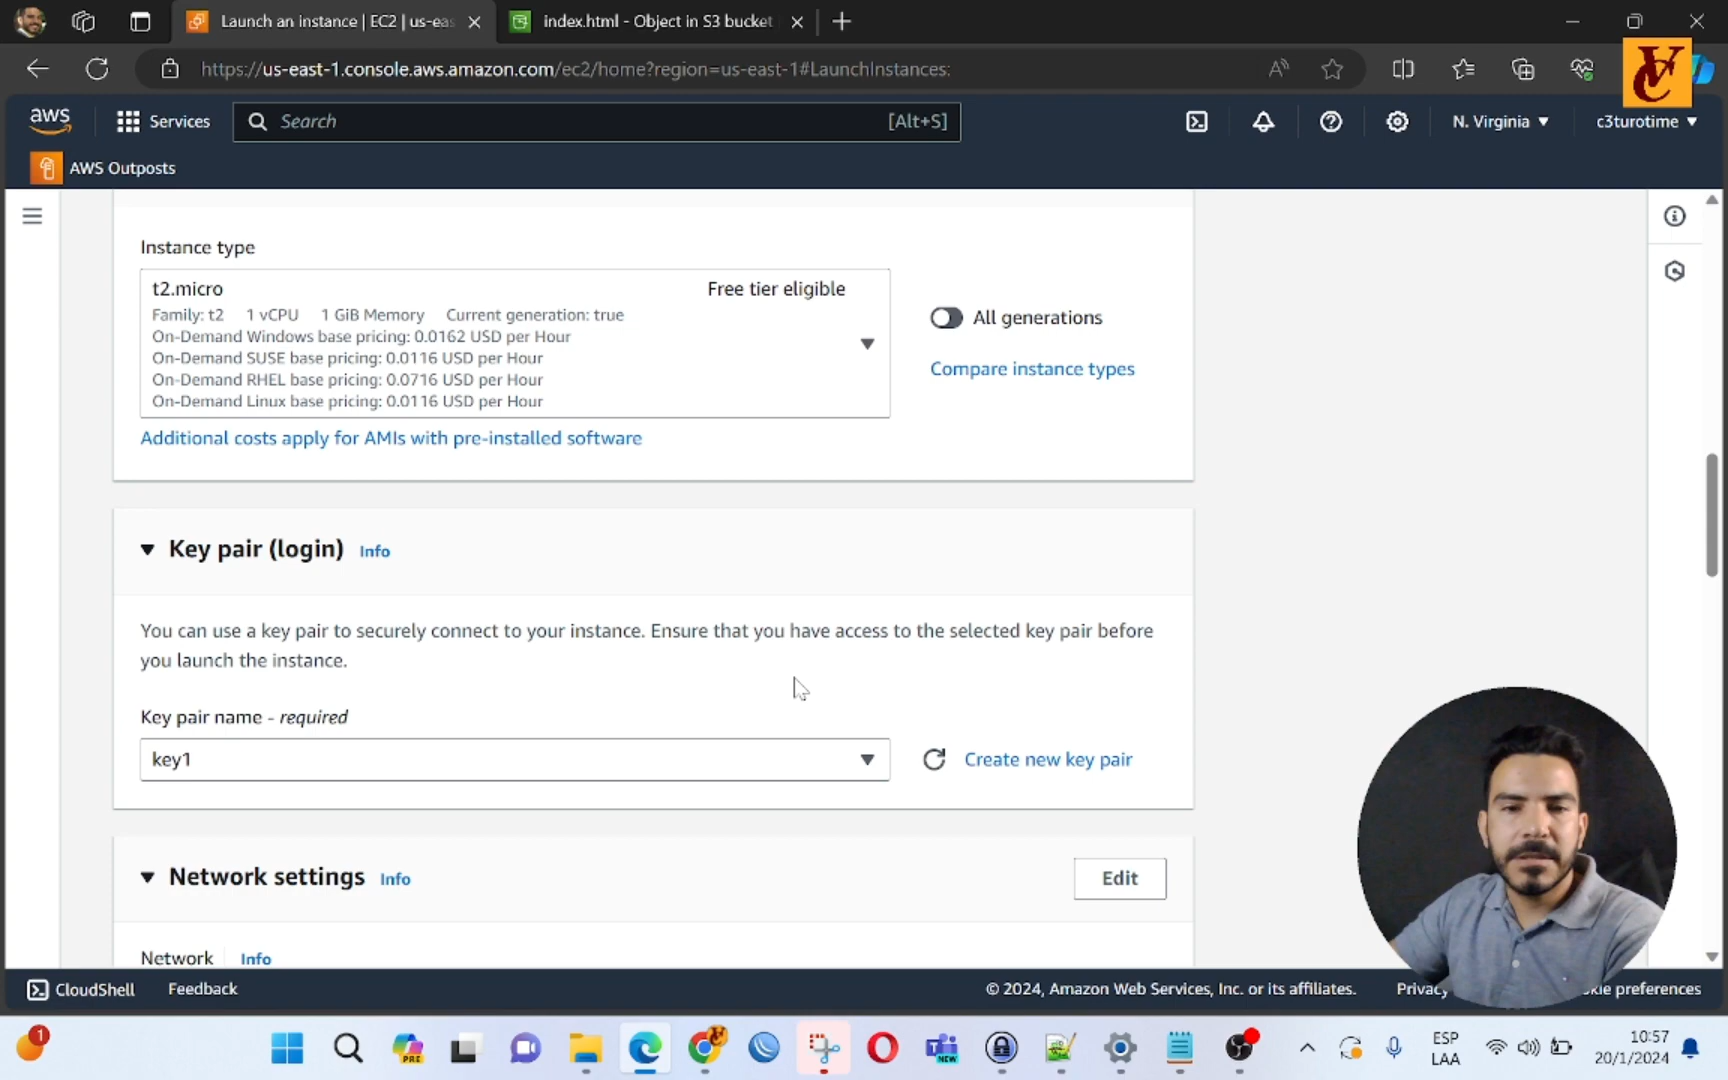 Launch an instance | EC2 | us-eas
index.html - Object in S3 bucket
https://us-east-1.console.aws.amazon.com/ec2/home?region=us-east-1#LaunchInstances:
aws
Services
Search
[Alt+S]
N. Virginia
c3turotime
AWS Outposts
Instance type
t2.micro
Free tier eligible
Family: t2 1 vCPU 1 GiB Memory Current generation: true
On-Demand Windows base pricing: 0.0162 USD per Hour
On-Demand SUSE base pricing: 0.0116 USD per Hour
On-Demand RHEL base pricing: 0.0716 USD per Hour
On-Demand Linux base pricing: 0.0116 USD per Hour
All generations
Compare instance types
Additional costs apply for AMIs with pre-installed software
Key pair (login) Info
You can use a key pair to securely connect to your instance. Ensure that you have access to the selected key pair before
you launch the instance.
Key pair name - required
key1
Create new key pair
Network settings Info
Edit
Network Info
CloudShell
Feedback
© 2024, Amazon Web Services, Inc. or its affiliates.
Privacy
kie preferences
1
PRE
NEW
ESP
LAA
10:57
20/1/2024